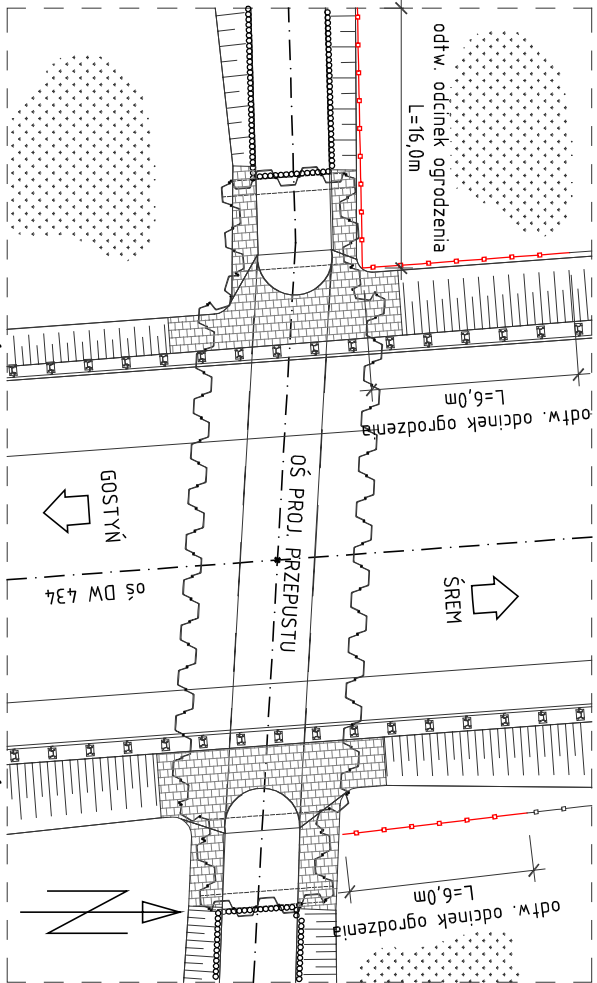 odtw. odcinek ogrodzenia
L=16,0m
odtw. odcinek ogrodzenia
L=6,0m
GOSTYŃ
OŚ PROJ. PRZEPUSTU
oś DW 434
ŚREM
odtw. odcinek ogrodzenia
L=6,0m
N